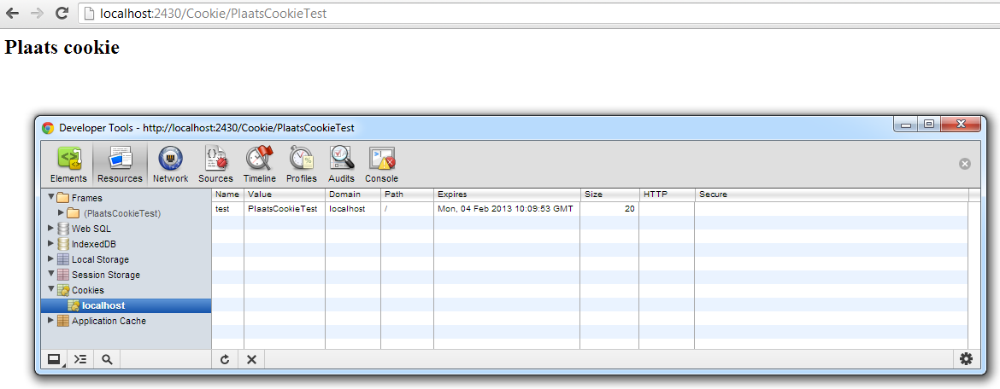 localhost:2430/Cookie/PlaatsCookieTest
Plaats cookie
Developer Tools - http://localhost:2430/Cookie/PlaatsCookieTest
Elements Resources Network Sources Timeline Profiles Audits Console
Frames
(PlaatsCookieTest)
Web SQL
IndexedDB
Local Storage
Session Storage
Cookies
localhost
Application Cache
Name Value Domain Path Expires Size HTTP Secure
test PlaatsCookieTest localhost / Mon, 04 Feb 2013 10:09:53 GMT 20